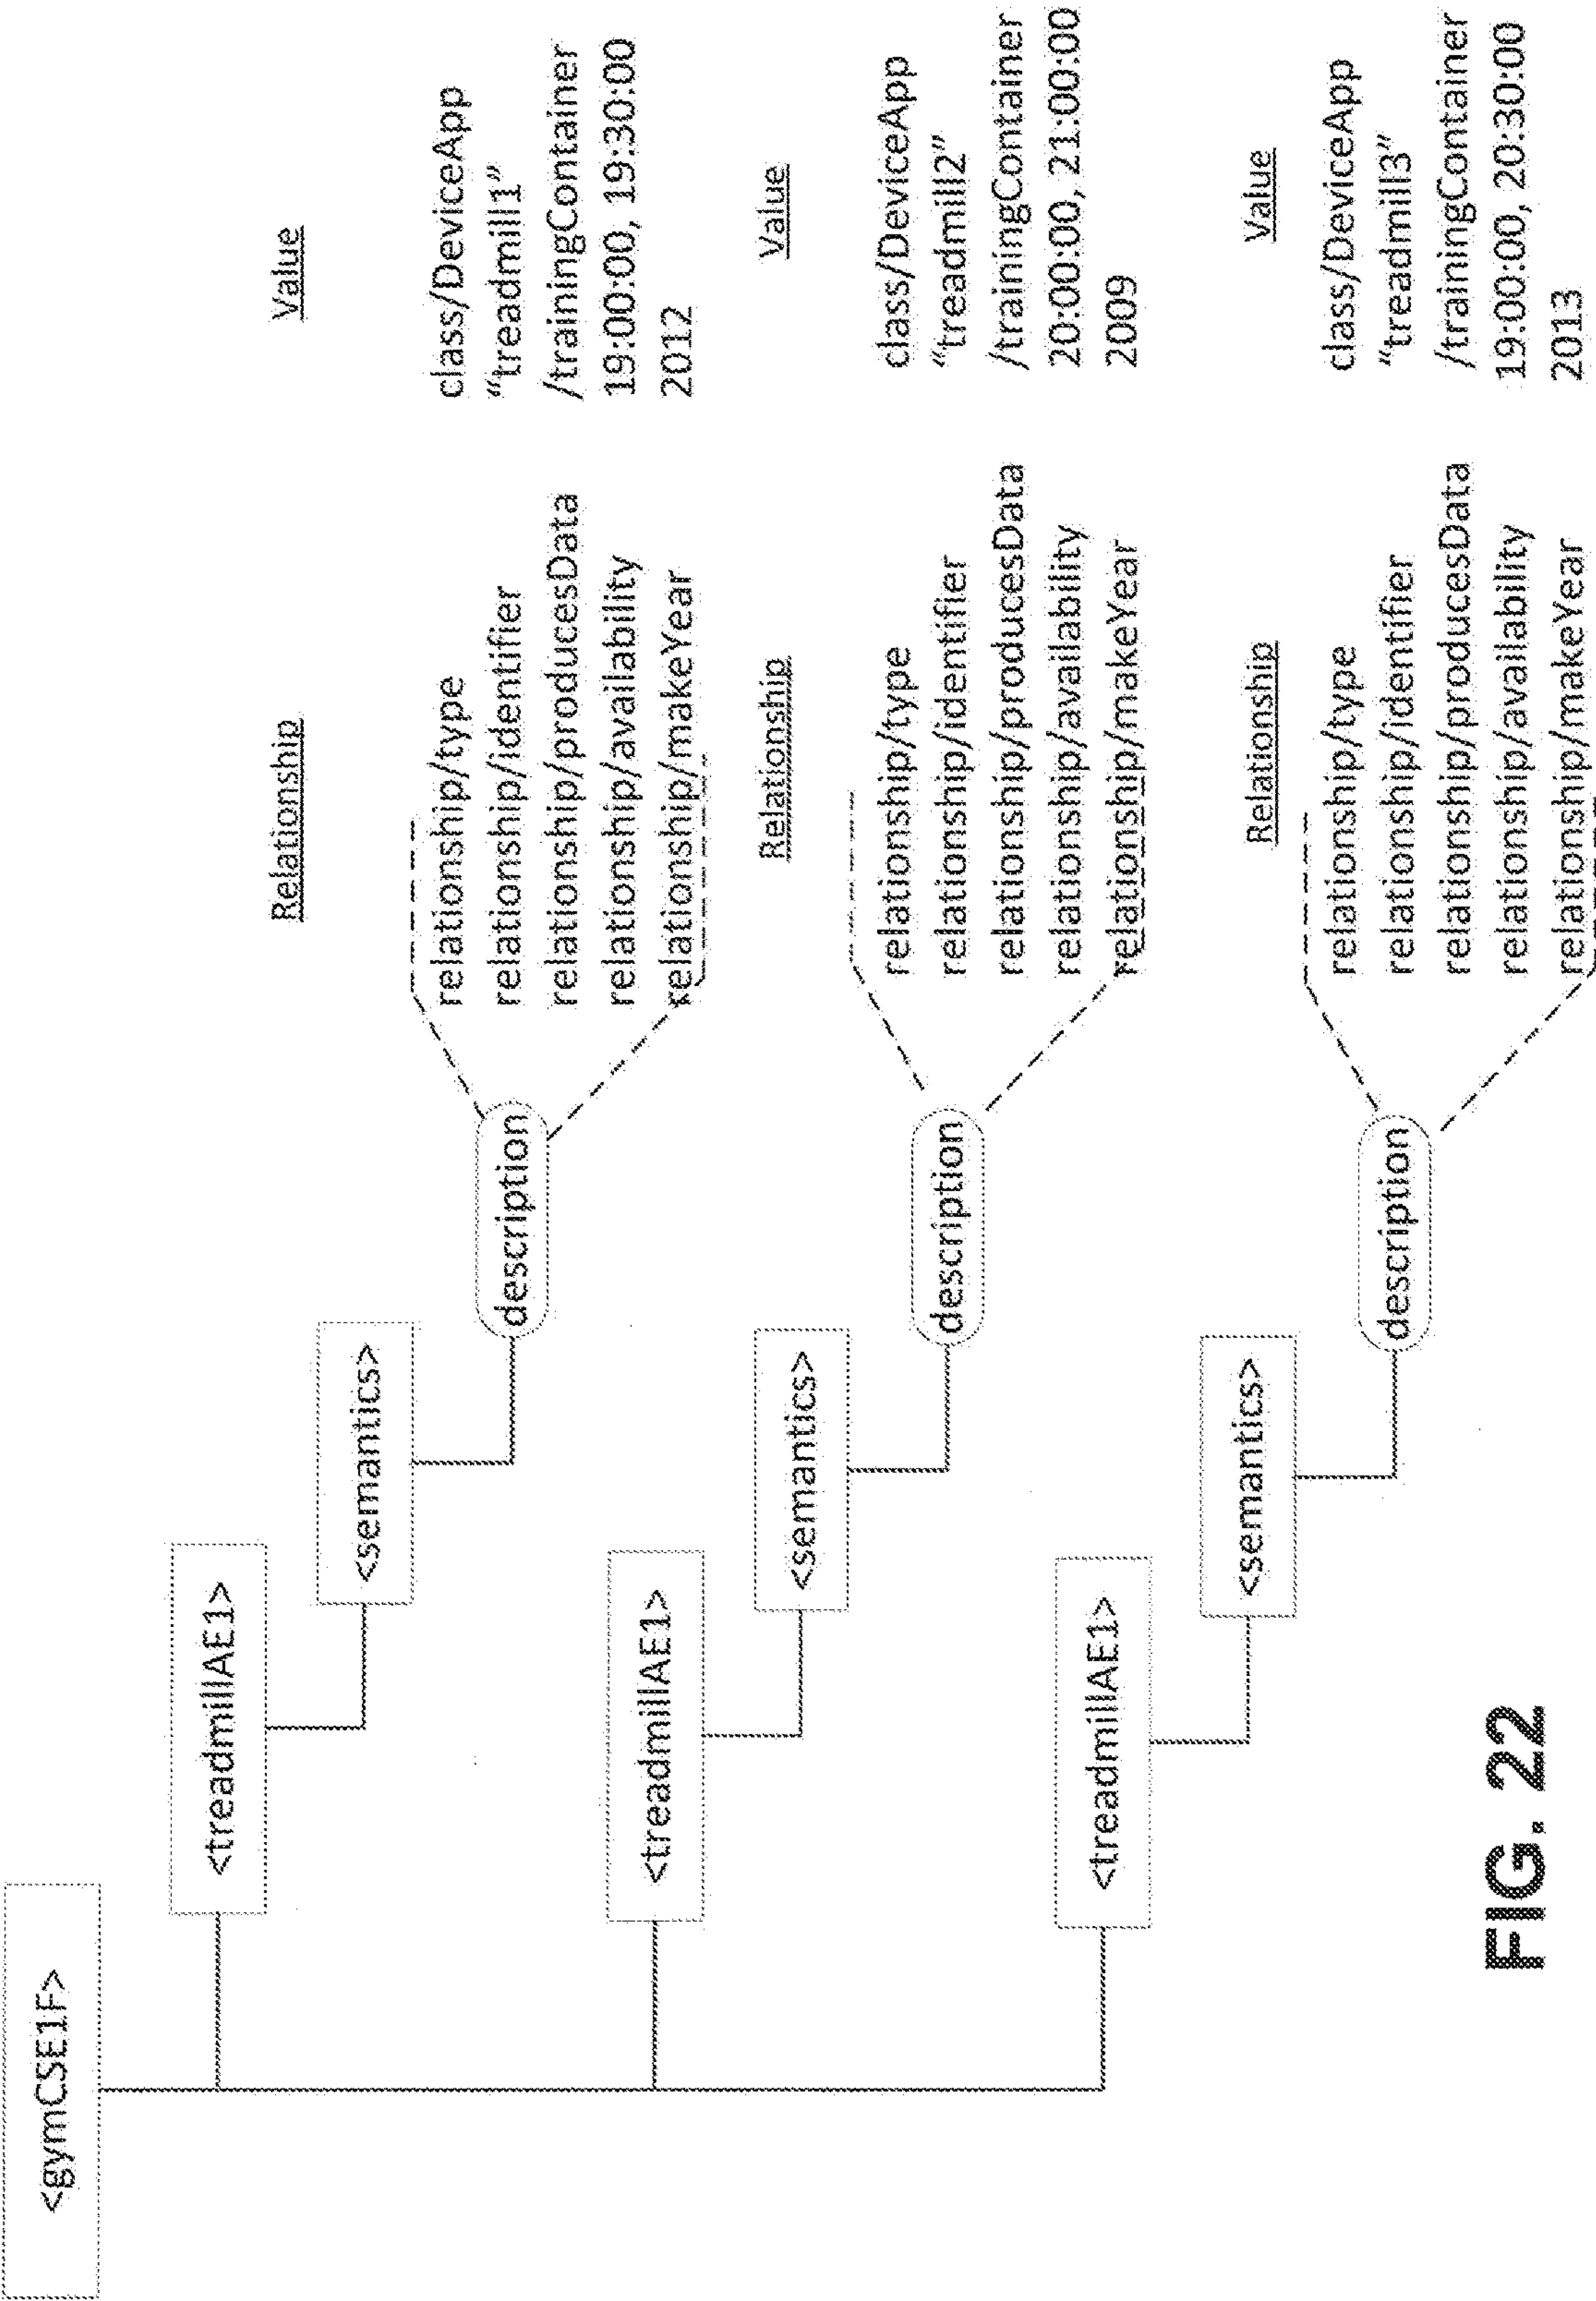 <gymCSE1F>
<treadmillAE1>
<semantics>
Relationship Value
description
relationship/type class/DeviceApp
relationship/identifier “treadmill1”
relationship/producesData /trainingContainer
relationship/availability 19:00:00, 19:30:00
relationship/makeYear 2012
<treadmillAE1>
<semantics>
Relationship Value
description
relationship/type class/DeviceApp
relationship/identifier “treadmill2”
relationship/producesData /trainingContainer
relationship/availability 20:00:00, 21:00:00
relationship/makeYear 2009
<treadmillAE1>
<semantics>
Relationship Value
description
relationship/type class/DeviceApp
relationship/identifier “treadmill3”
relationship/producesData /trainingContainer
relationship/availability 19:00:00, 20:30:00
relationship/makeYear 2013
FIG. 22